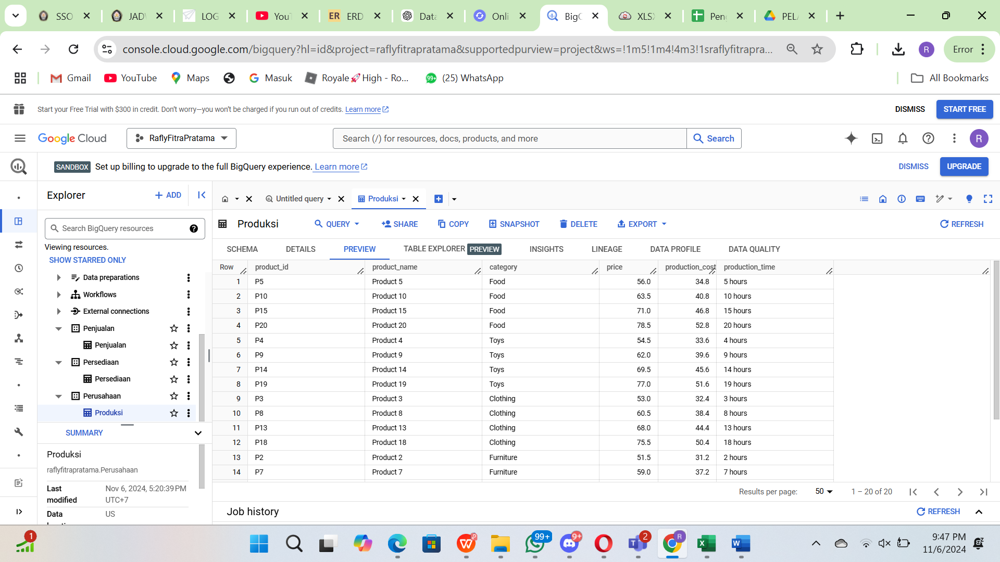 SSO
JAD
LOG
You
ER ERD
Data
Onli
BigC
XLS
Pen
PEL
console.cloud.google.com/bigquery?hl=id&project=raflyfitrapratama&supportedpurview=project&ws=!1m5!1m4!4m3!1sraflyfitrapra...
R
Error
Gmail
YouTube
Maps
Masuk
Royale🚀High - Ro...
99+ (25) WhatsApp
All Bookmarks
Start your Free Trial with $300 in credit. Don't worry—you won't be charged if you run out of credits. Learn more
DISMISS
START FREE
Google Cloud
RaflyFitraPratama
Search (/) for resources, docs, products, and more
Search
R
SANDBOX Set up billing to upgrade to the full BigQuery experience. Learn more
DISMISS
UPGRADE
Explorer
+ ADD
Untitled query
Produksi
Search BigQuery resources
Viewing resources.
SHOW STARRED ONLY
Data preparations
Workflows
External connections
Penjualan
Penjualan
Persediaan
Persediaan
Perusahaan
Produksi
SUMMARY
Produksi
raflyfitrapratama.Perusahaan
Last modified Nov 6, 2024, 5:20:39 PM UTC+7
Data US
Produksi
QUERY
SHARE
COPY
SNAPSHOT
DELETE
EXPORT
REFRESH
SCHEMA
DETAILS
PREVIEW
TABLE EXPLORER PREVIEW
INSIGHTS
LINEAGE
DATA PROFILE
DATA QUALITY
Row product_id product_name category price production_cost production_time
1 P5 Product 5 Food 56.0 34.8 5 hours
2 P10 Product 10 Food 63.5 40.8 10 hours
3 P15 Product 15 Food 71.0 46.8 15 hours
4 P20 Product 20 Food 78.5 52.8 20 hours
5 P4 Product 4 Toys 54.5 33.6 4 hours
6 P9 Product 9 Toys 62.0 39.6 9 hours
7 P14 Product 14 Toys 69.5 45.6 14 hours
8 P19 Product 19 Toys 77.0 51.6 19 hours
9 P3 Product 3 Clothing 53.0 32.4 3 hours
10 P8 Product 8 Clothing 60.5 38.4 8 hours
11 P13 Product 13 Clothing 68.0 44.4 13 hours
12 P18 Product 18 Clothing 75.5 50.4 18 hours
13 P2 Product 2 Furniture 51.5 31.2 2 hours
14 P7 Product 7 Furniture 59.0 37.2 7 hours
Results per page: 50 1 – 20 of 20
Job history
REFRESH
1
99+
9+
2
R
9:47 PM
11/6/2024